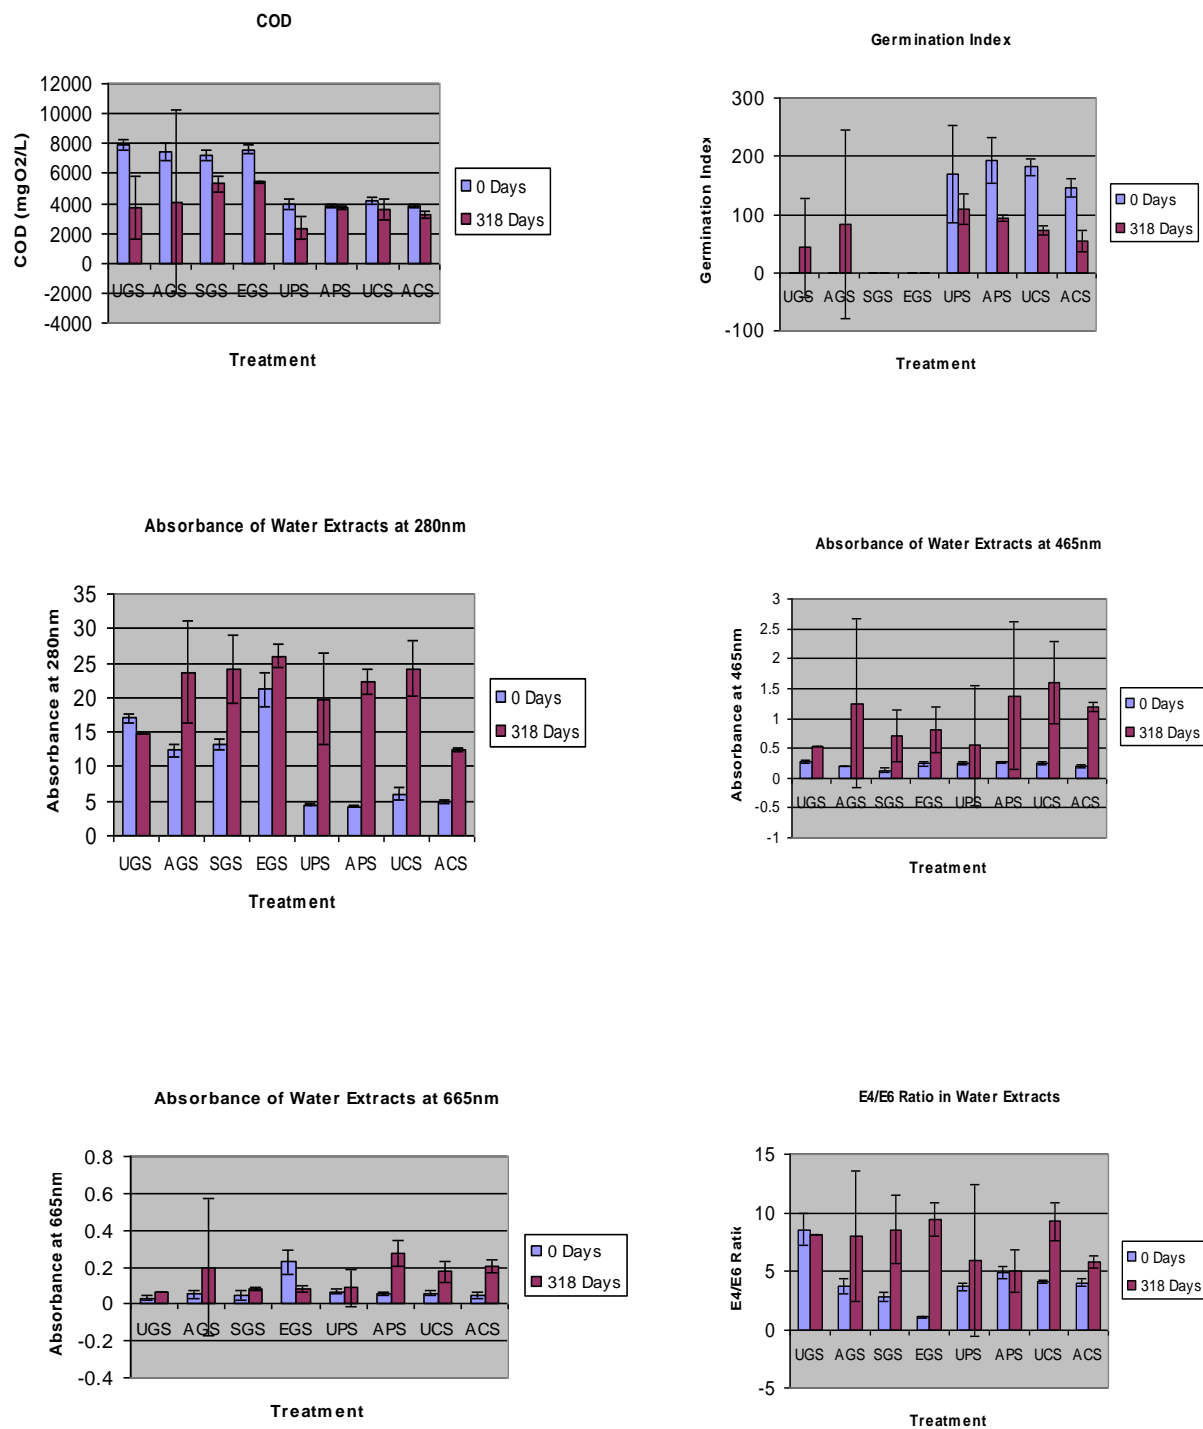 COD
12000
10000
8000
6000
4000
2000
0
-2000
-4000
COD (mgO2/L)
UGS AGS SGS EGS UPS APS UCS ACS
Treatment
0 Days
318 Days
Germination Index
300
200
100
0
-100
Germination Index
UGS AGS SGS EGS UPS APS UCS ACS
Treatment
0 Days
318 Days
Absorbance of Water Extracts at 280nm
35
30
25
20
15
10
5
0
Absorbance at 280nm
UGS AGS SGS EGS UPS APS UCS ACS
Treatment
0 Days
318 Days
Absorbance of Water Extracts at 465nm
3
2.5
2
1.5
1
0.5
0
-0.5
-1
Absorbance at 465nm
UGS AGS SGS EGS UPS APS UCS ACS
Treatment
0 Days
318 Days
Absorbance of Water Extracts at 665nm
0.8
0.6
0.4
0.2
0
-0.2
-0.4
Absorbance at 665nm
UGS AGS SGS EGS UPS APS UCS ACS
Treatment
0 Days
318 Days
E4/E6 Ratio in Water Extracts
15
10
5
0
-5
E4/E6 Ratio
UGS AGS SGS EGS UPS APS UCS ACS
Treatment
0 Days
318 Days